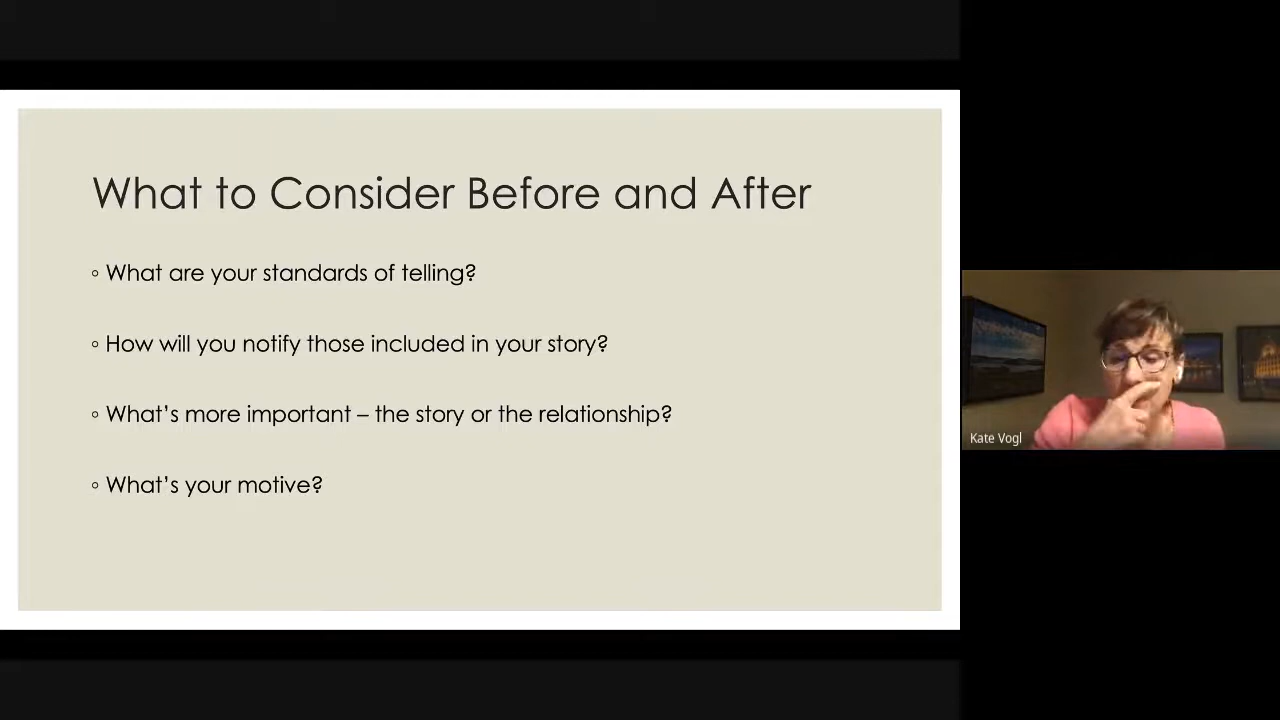 What to Consider Before and After
◦ What are your standards of telling?
◦ How will you notify those included in your story?
◦ What’s more important – the story or the relationship?
◦ What’s your motive?
Kate Vogl